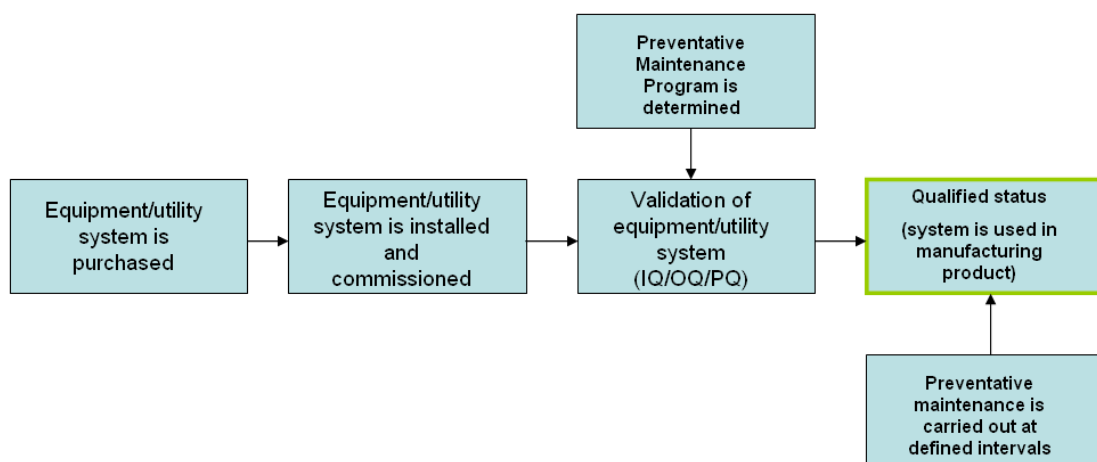 Preventative
Maintenance
Program is
determined
Equipment/utility
system is
purchased
Equipment/utility
system is installed
and
commissioned
Validation of
equipment/utility
system
(IQ/OQ/PQ)
Qualified status
(system is used in
manufacturing
product)
Preventative
maintenance is
carried out at
defined intervals